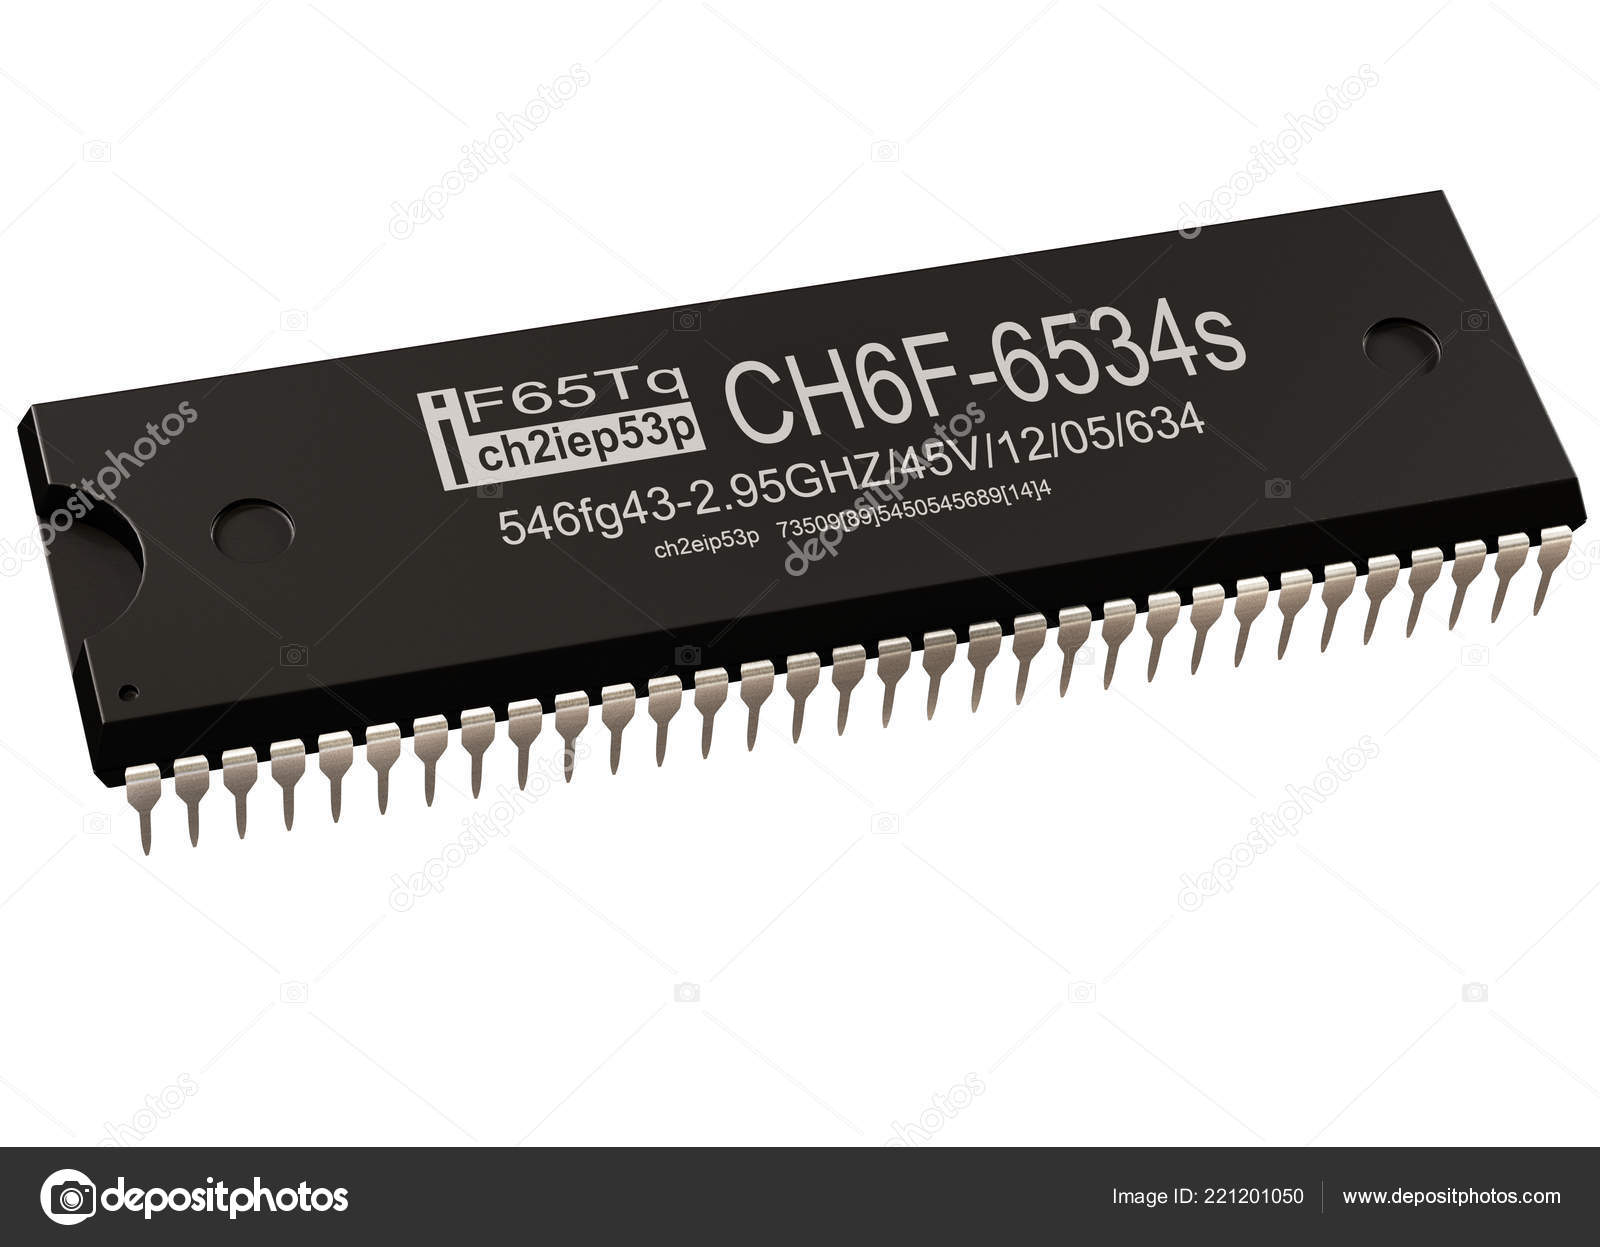 F65Tq
ch2iep53p
CH6F-6534s
546fg43-2.95GHZ/45V/12/05/634
ch2eip53p 73509[89]5450545689[14]4
depositphotos
Image ID: 221201050
www.depositphotos.com